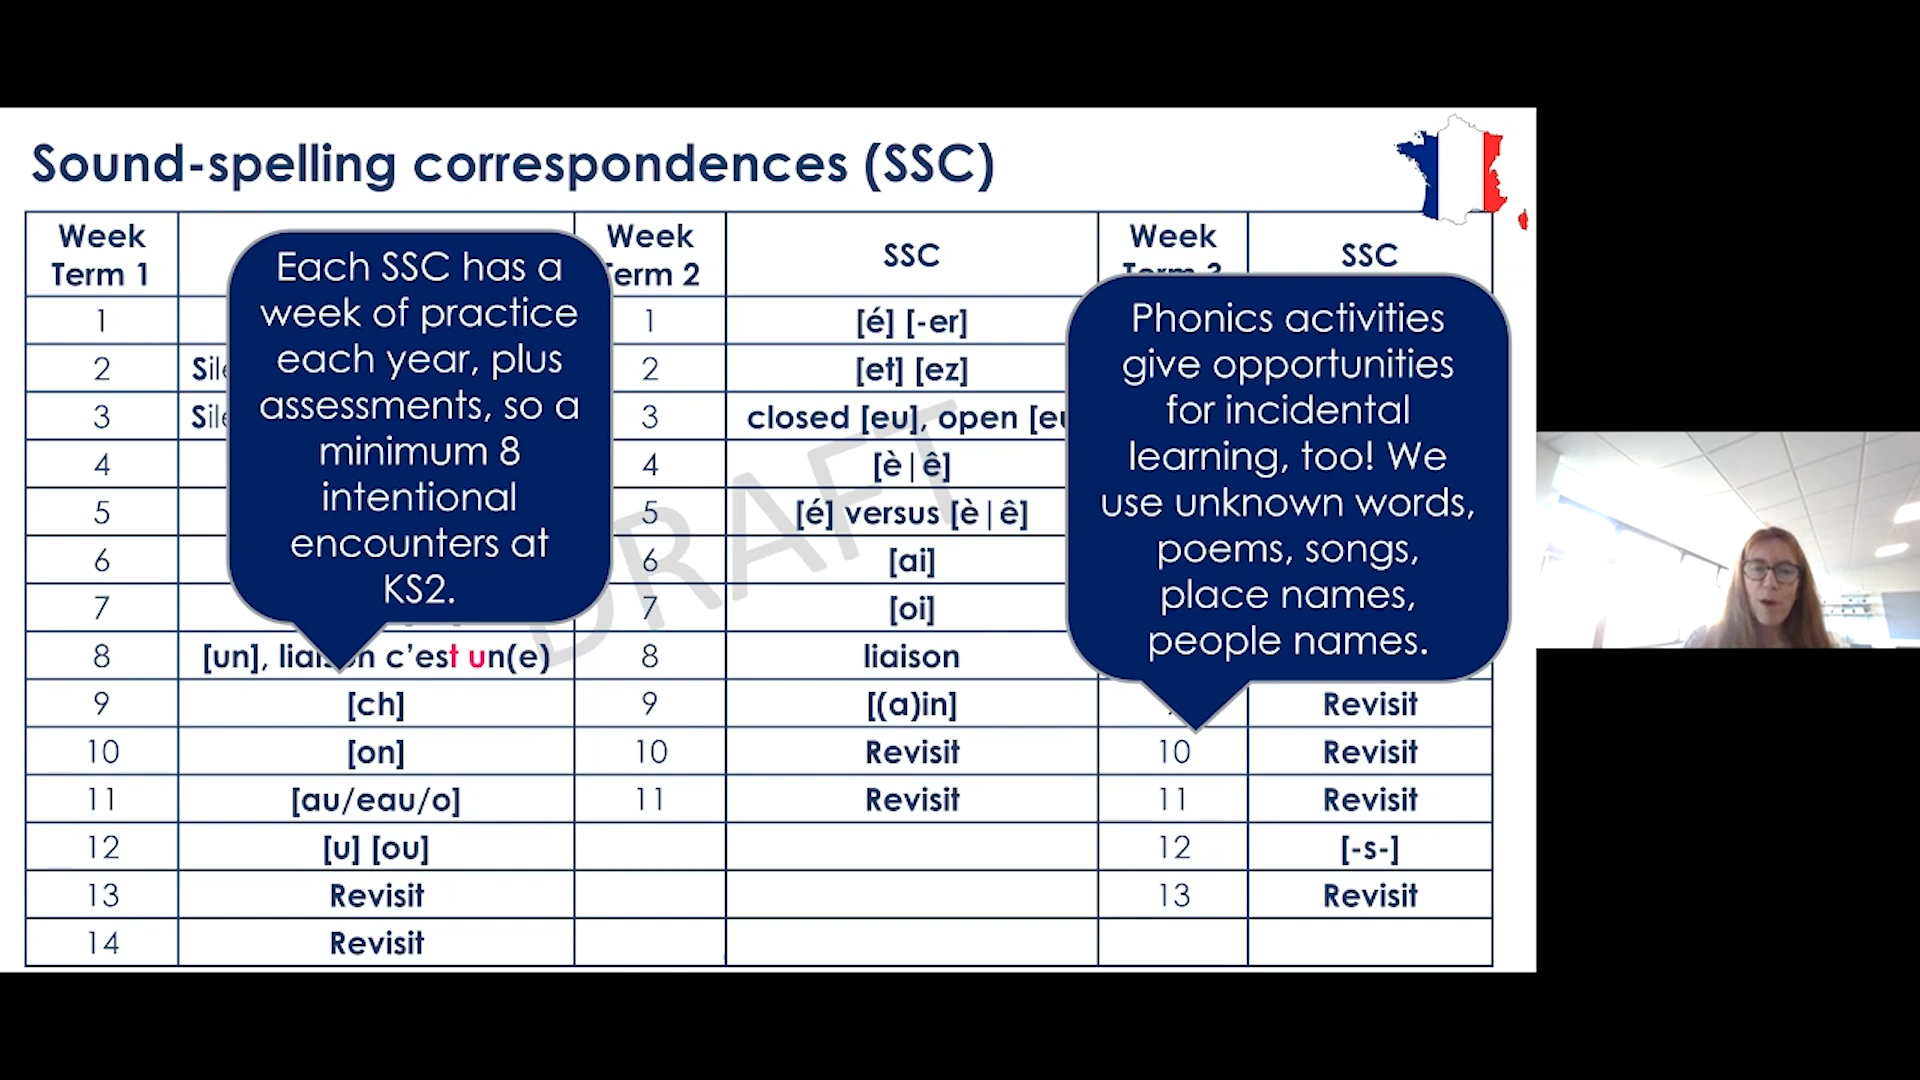 Sound-spelling correspondences (SSC)
Week Term 1
Week Term 2 SSC
Week SSC
Each SSC has a
week of practice
each year, plus
assessments, so a
minimum 8
intentional
encounters at
KS2.
Phonics activities
give opportunities
for incidental
learning, too! We
use unknown words,
poems, songs,
place names,
people names.
1 1 [é] [-er]
2 2 [et] [ez]
3 3 closed [eu], open
4 4 [è|ê]
5 5 [é] versus [è|ê]
6 6 [ai]
7 7 [oi]
8 [un], liaison c'est un(e) 8 liaison
9 [ch] 9 [(a)in] Revisit
10 [on] 10 Revisit 10 Revisit
11 [au/eau/o] 11 Revisit 11 Revisit
12 [u] [ou] 12 [-s-]
13 Revisit 13 Revisit
14 Revisit
DRAFT